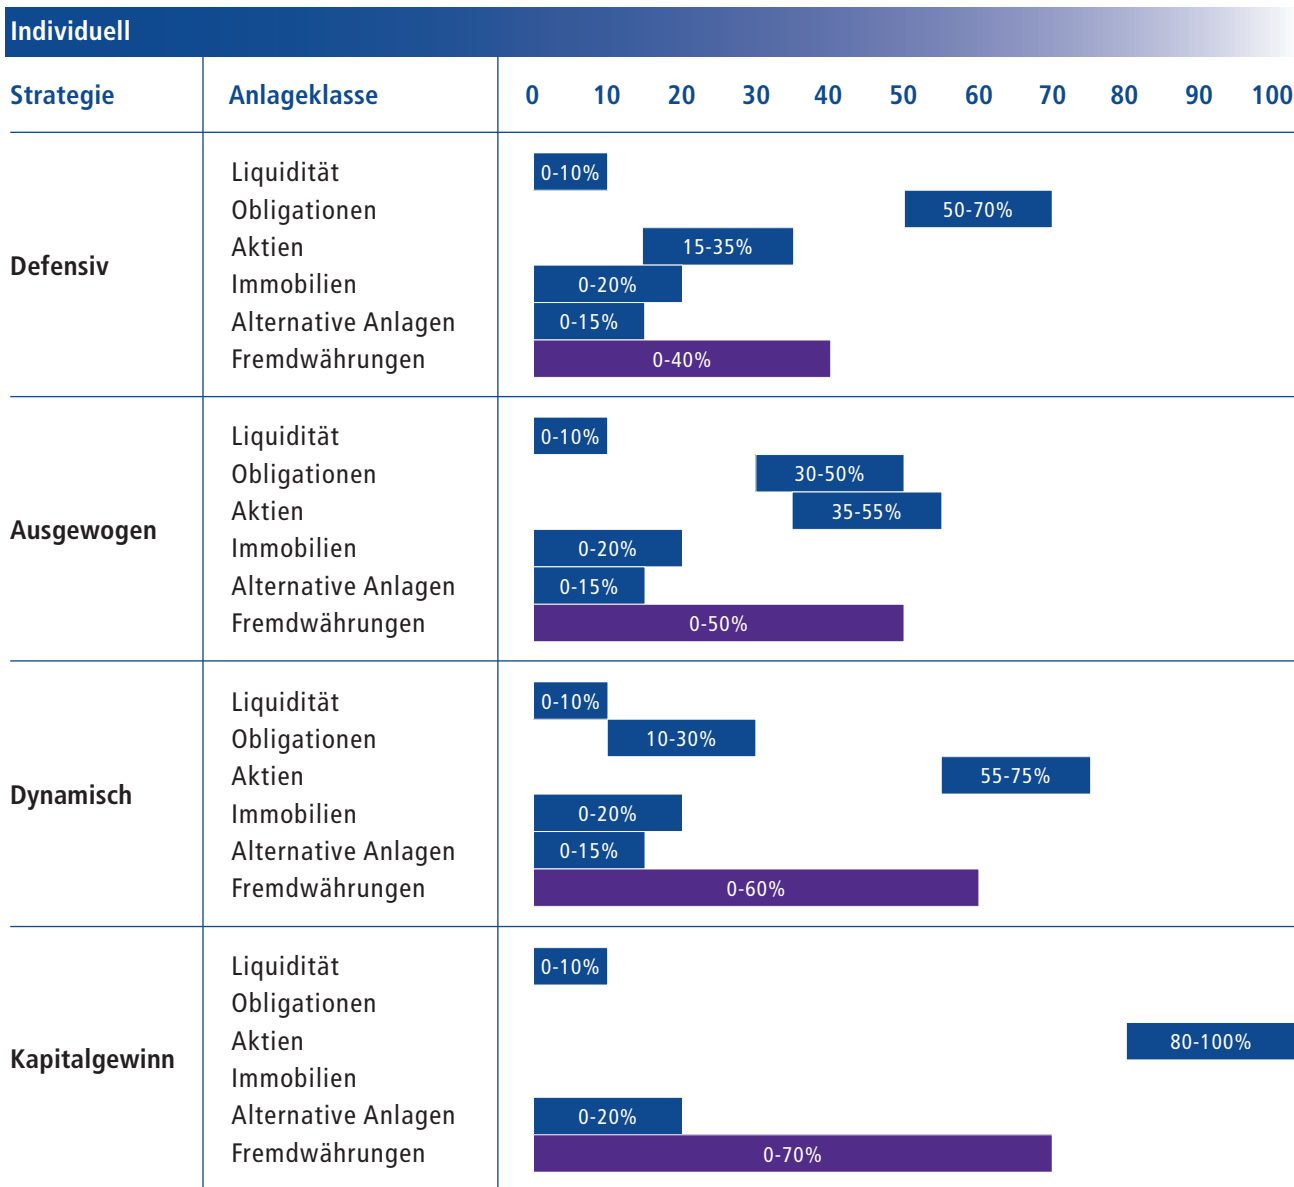 Individuell
Strategie Anlageklasse 0 10 20 30 40 50 60 70 80 90 100
Defensiv
Liquidität 0-10%
Obligationen 50-70%
Aktien 15-35%
Immobilien 0-20%
Alternative Anlagen 0-15%
Fremdwährungen 0-40%
Ausgewogen
Liquidität 0-10%
Obligationen 30-50%
Aktien 35-55%
Immobilien 0-20%
Alternative Anlagen 0-15%
Fremdwährungen 0-50%
Dynamisch
Liquidität 0-10%
Obligationen 10-30%
Aktien 55-75%
Immobilien 0-20%
Alternative Anlagen 0-15%
Fremdwährungen 0-60%
Kapitalgewinn
Liquidität 0-10%
Obligationen
Aktien 80-100%
Immobilien
Alternative Anlagen 0-20%
Fremdwährungen 0-70%